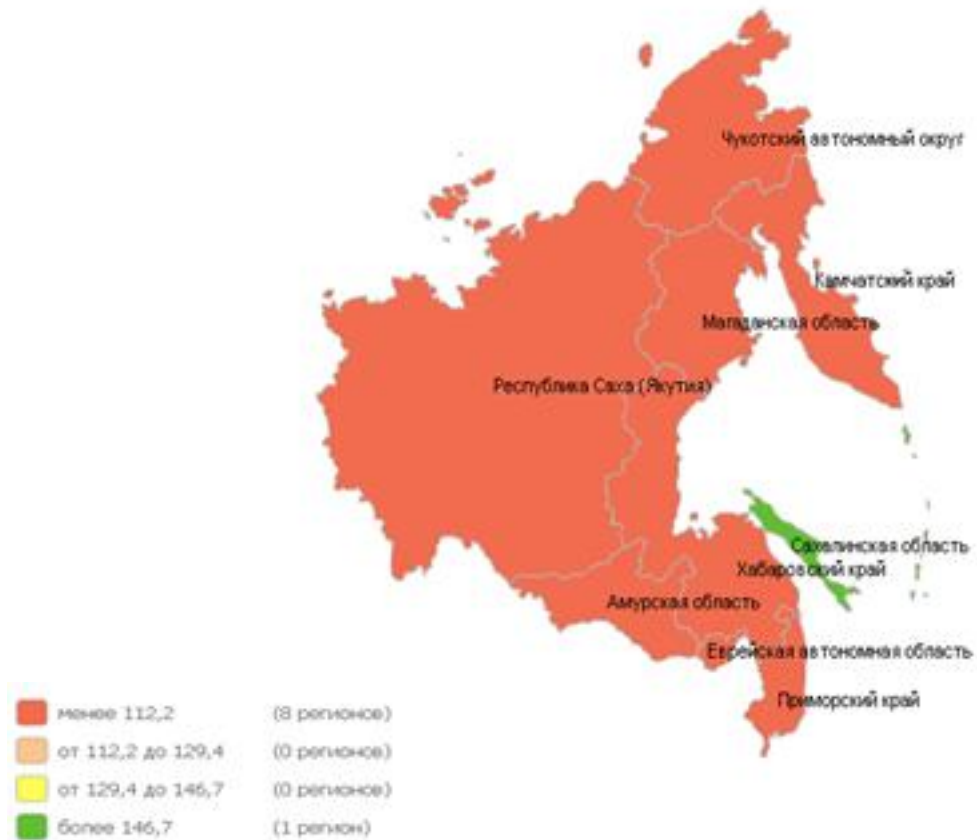 Чукотский автономный округ
Камчатский край
Магаданская область
Республика Саха (Якутия)
Сахалинская область
Хабаровский край
Амурская область
Еврейская автономная область
Приморский край
менее 112,2 (8 регионов)
от 112,2 до 129,4 (0 регионов)
от 129,4 до 146,7 (0 регионов)
более 146,7 (1 регион)